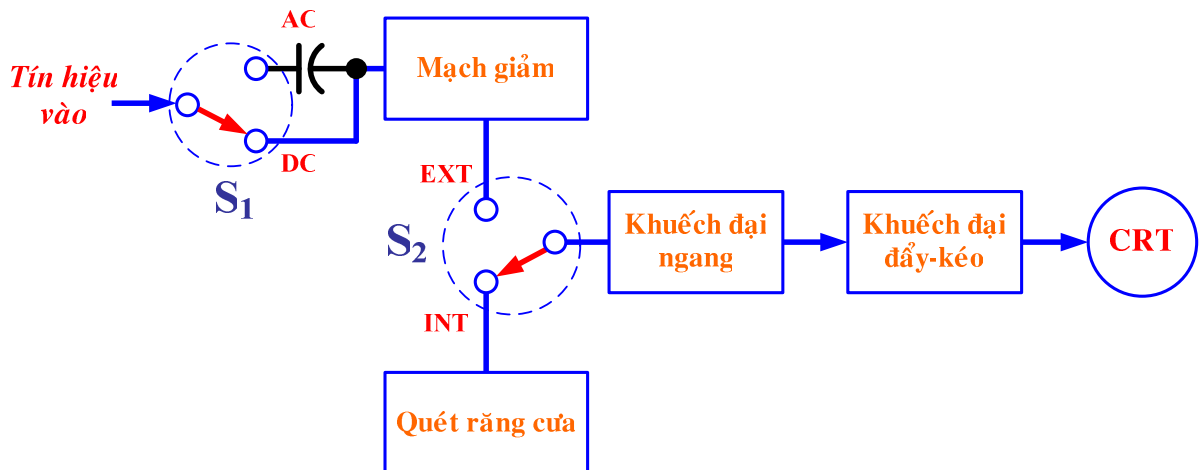 AC
Tín hiệu
vào
DC
S1
Mạch giảm
EXT
S2
INT
Khuếch đại
ngang
Khuếch đại
đẩy-kéo
CRT
Quét răng cưa